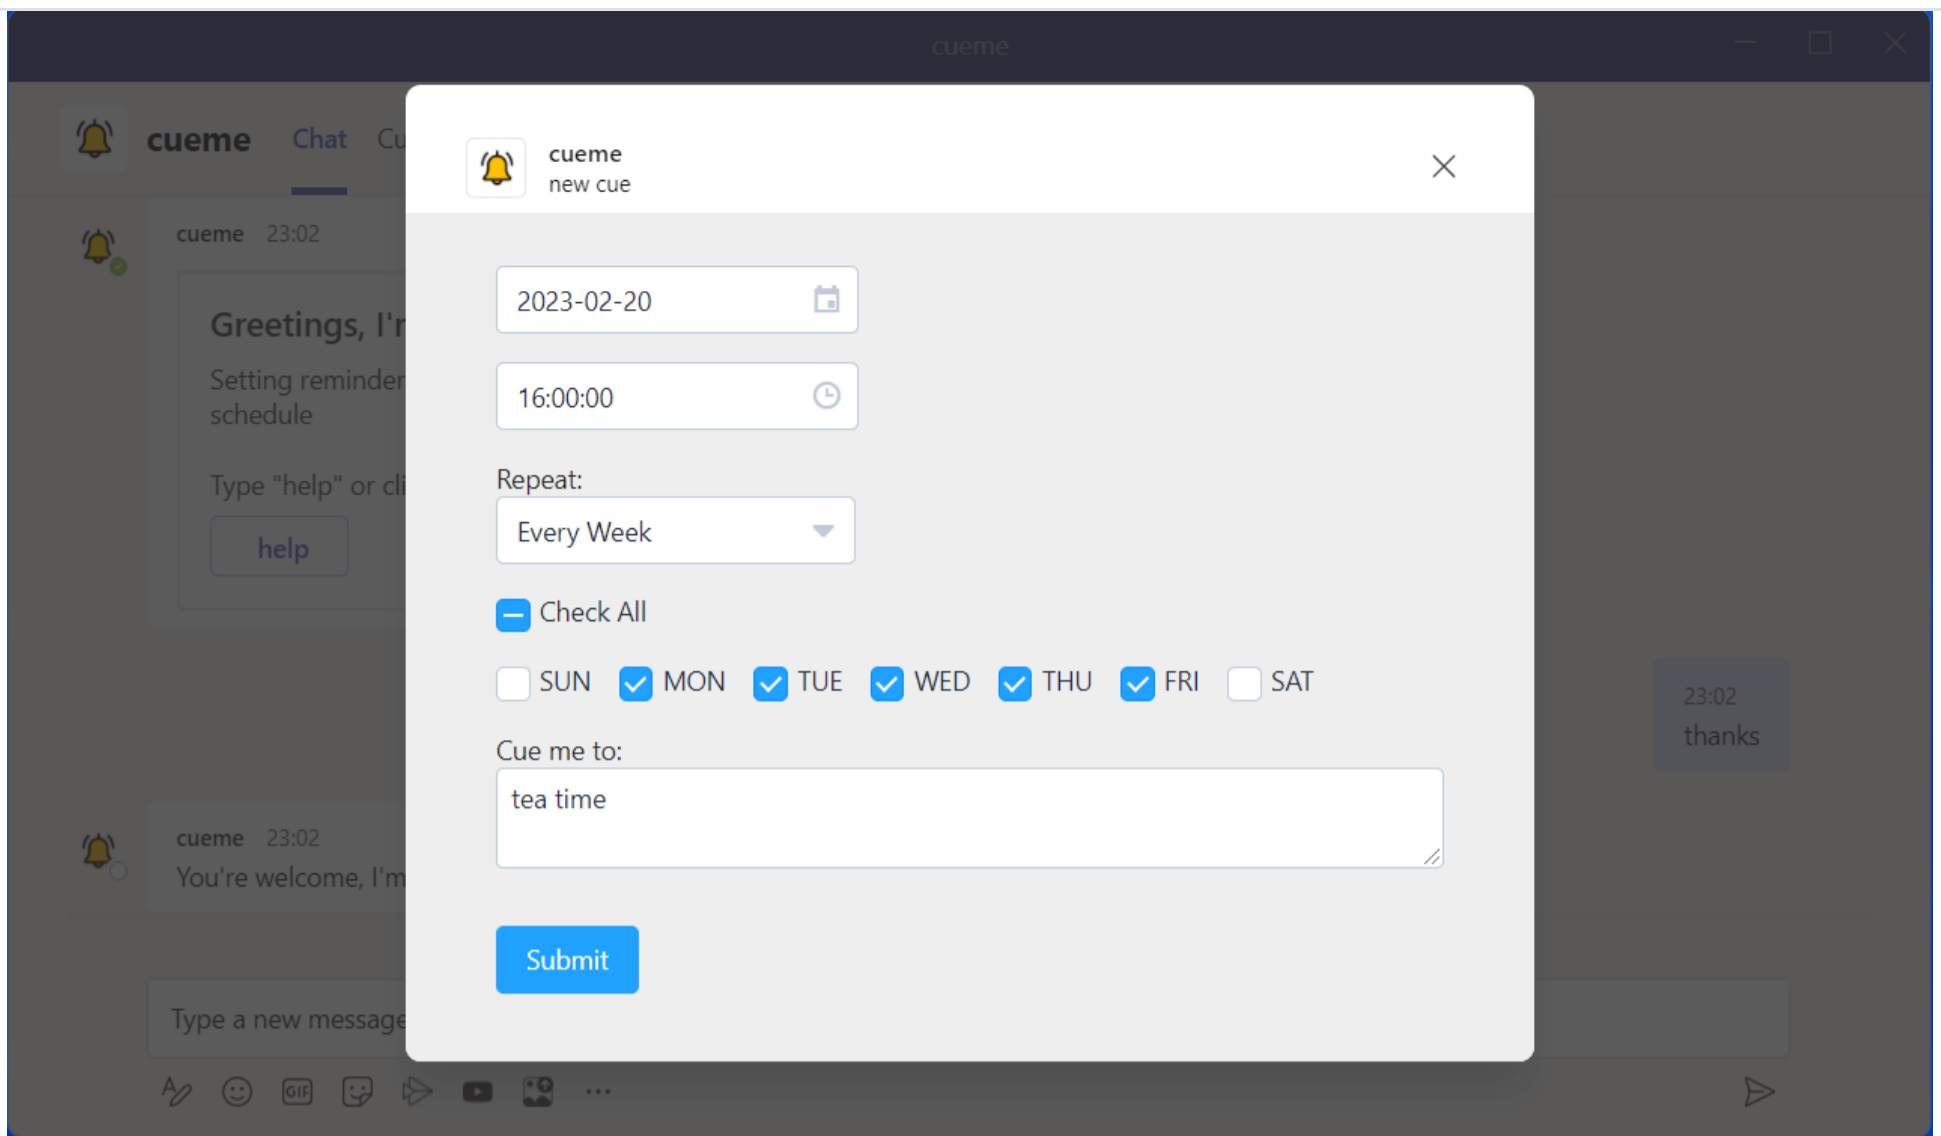 cueme
cueme Chat
cueme
new cue
cueme 23:02
Greetings, I'm
Setting reminder
schedule
Type "help" or cli
help
2023-02-20
16:00:00
Repeat:
Every Week
Check All
SUN MON TUE WED THU FRI SAT
Cue me to:
tea time
Submit
23:02
thanks
cueme 23:02
You're welcome, I'm
Type a new message
GIF